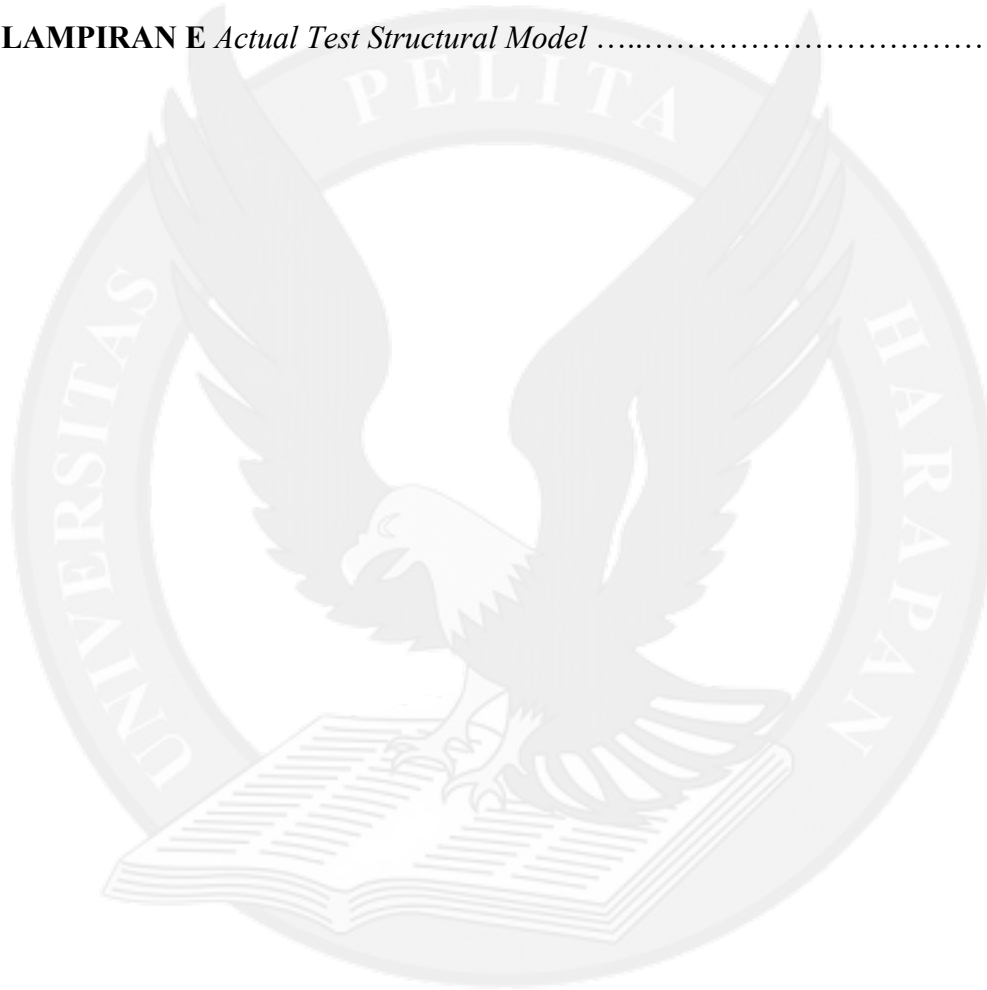 LAMPIRAN E Actual Test Structural Model …..……………………………
UNIVERSITAS PELITA HARAPAN